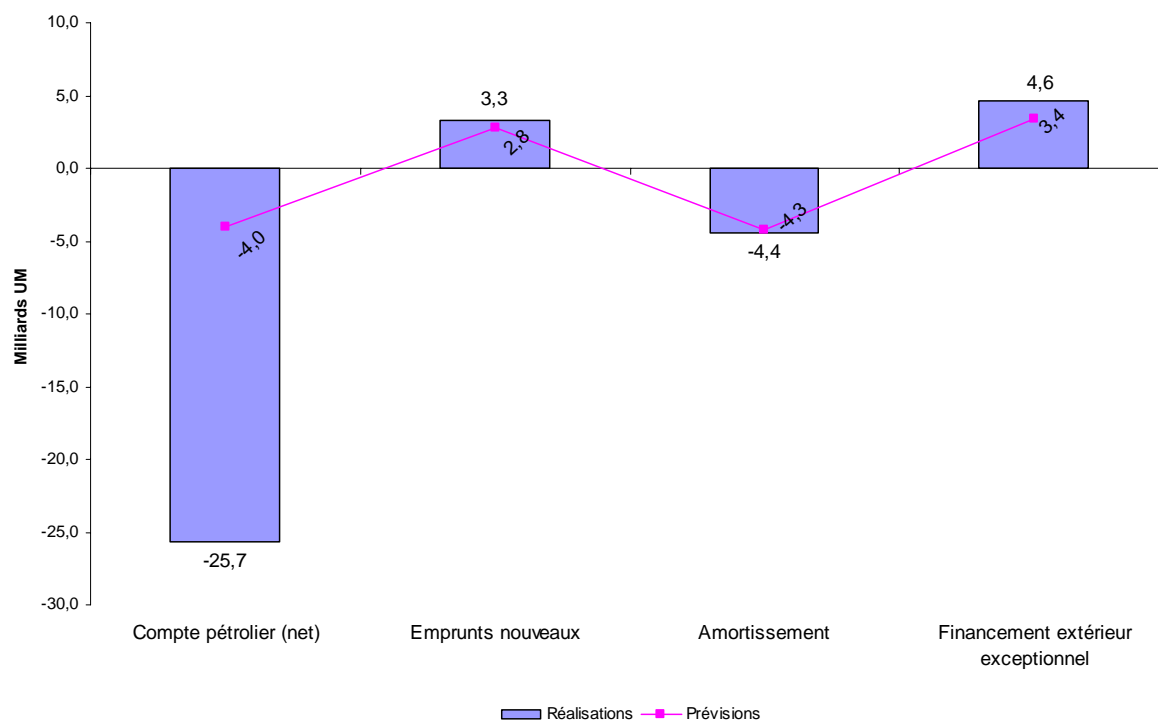 10,0
5,0
0,0
-5,0
-10,0
-15,0
-20,0
-25,0
-30,0
Milliards UM
-25,7
3,3
-4,4
4,6
-4,0
2,8
-4,3
3,4
Compte pétrolier (net)
Emprunts nouveaux
Amortissement
Financement extérieur
exceptionnel
Réalisations
Prévisions